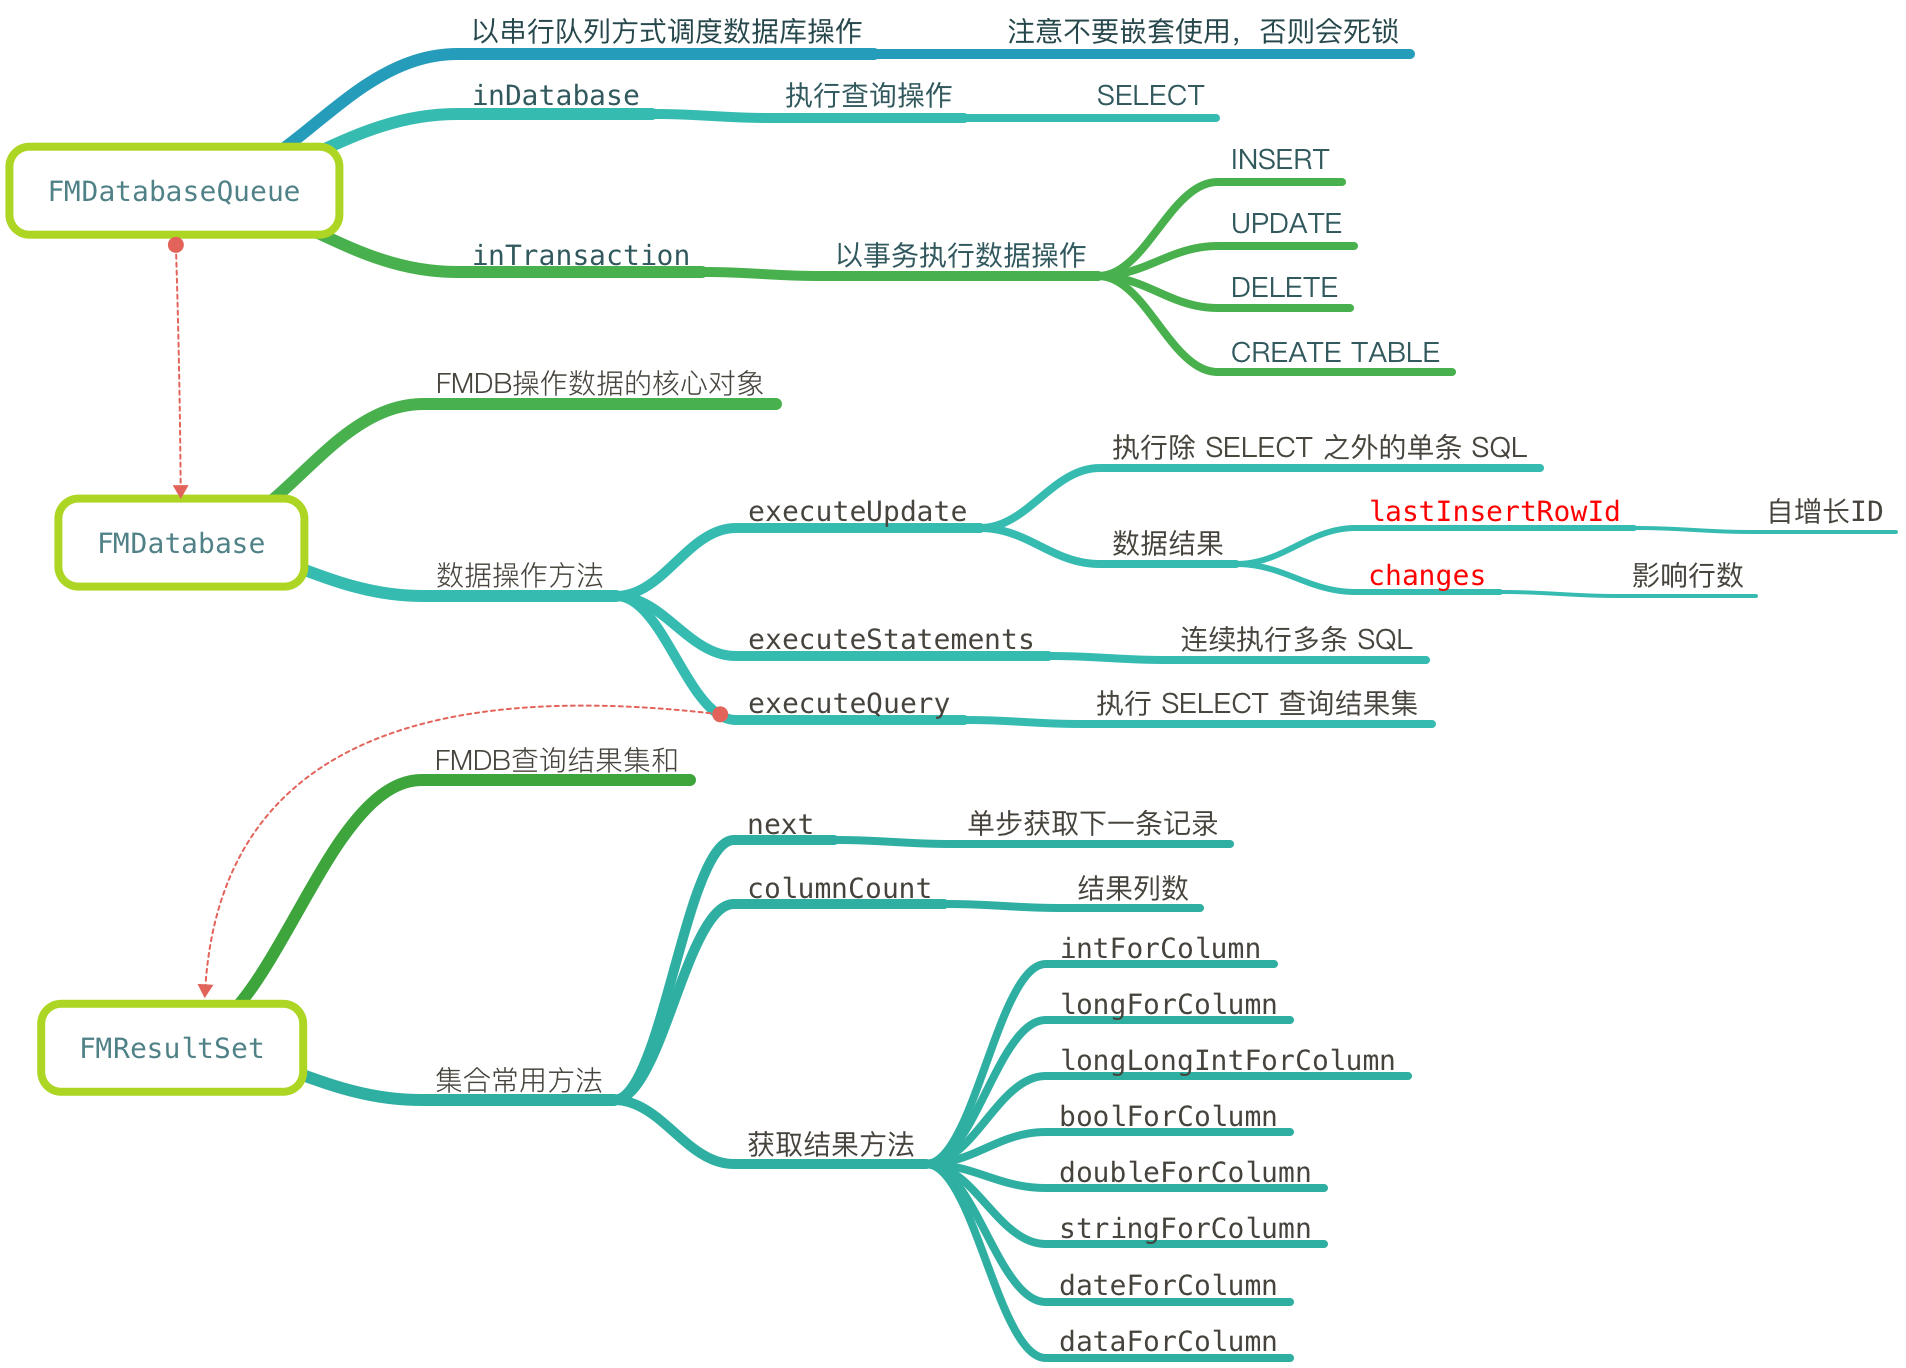 以串行队列方式调度数据库操作
注意不要嵌套使用，否则会死锁
inDatabase
执行查询操作
SELECT
FMDatabaseQueue
inTransaction
以事务执行数据操作
INSERT
UPDATE
DELETE
CREATE TABLE
FMDB操作数据的核心对象
FMDatabase
数据操作方法
executeUpdate
执行除 SELECT 之外的单条 SQL
数据结果
lastInsertRowId
自增长ID
changes
影响行数
executeStatements
连续执行多条 SQL
executeQuery
执行 SELECT 查询结果集
FMDB查询结果集和
FMResultSet
集合常用方法
next
单步获取下一条记录
columnCount
结果列数
获取结果方法
intForColumn
longForColumn
longLongIntForColumn
boolForColumn
doubleForColumn
stringForColumn
dateForColumn
dataForColumn